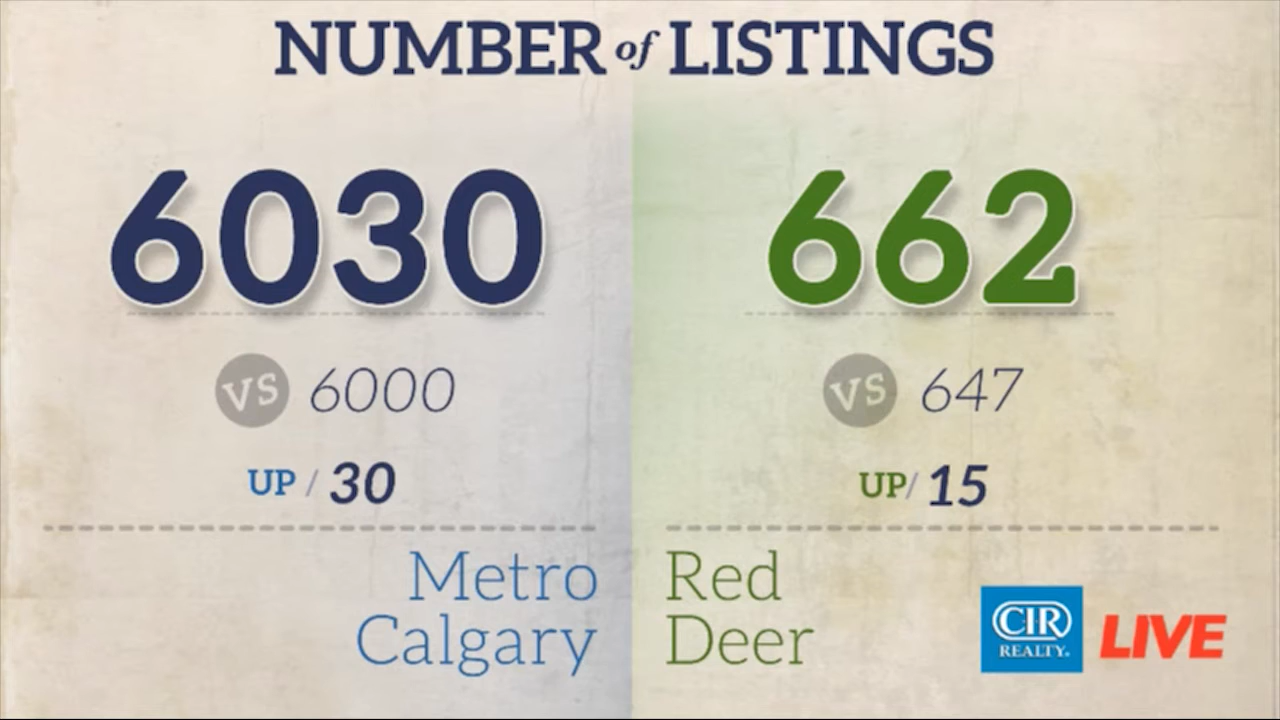 NUMBER of LISTINGS
6030
VS 6000
UP / 30
Metro
Calgary
662
VS 647
UP/ 15
Red
Deer
CIR
REALTY.
LIVE